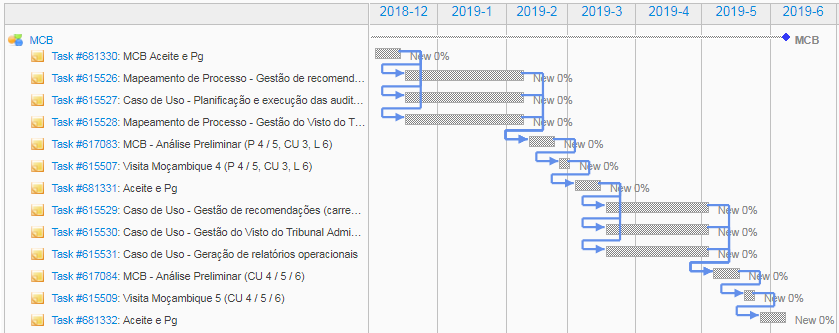 2018-12 2019-1 2019-2 2019-3 2019-4 2019-5 2019-6
MCB MCB
Task #681330: MCB Aceite e Pg New 0%
Task #615526: Mapeamento de Processo - Gestão de recomend... New 0%
Task #615527: Caso de Uso - Planificação e execução das audit... New 0%
Task #615528: Mapeamento de Processo - Gestão do Visto do T... New 0%
Task #617083: MCB - Análise Preliminar (P 4 / 5, CU 3, L 6) New 0%
Task #615507: Visita Moçambique 4 (P 4 / 5, CU 3, L 6) New 0%
Task #681331: Aceite e Pg New 0%
Task #615529: Caso de Uso - Gestão de recomendações (carre... New 0%
Task #615530: Caso de Uso - Gestão do Visto do Tribunal Admi... New 0%
Task #615531: Caso de Uso - Geração de relatórios operacionais New 0%
Task #617084: MCB - Análise Preliminar (CU 4 / 5 / 6) New 0%
Task #615509: Visita Moçambique 5 (CU 4 / 5 / 6) New 0%
Task #681332: Aceite e Pg New 0%